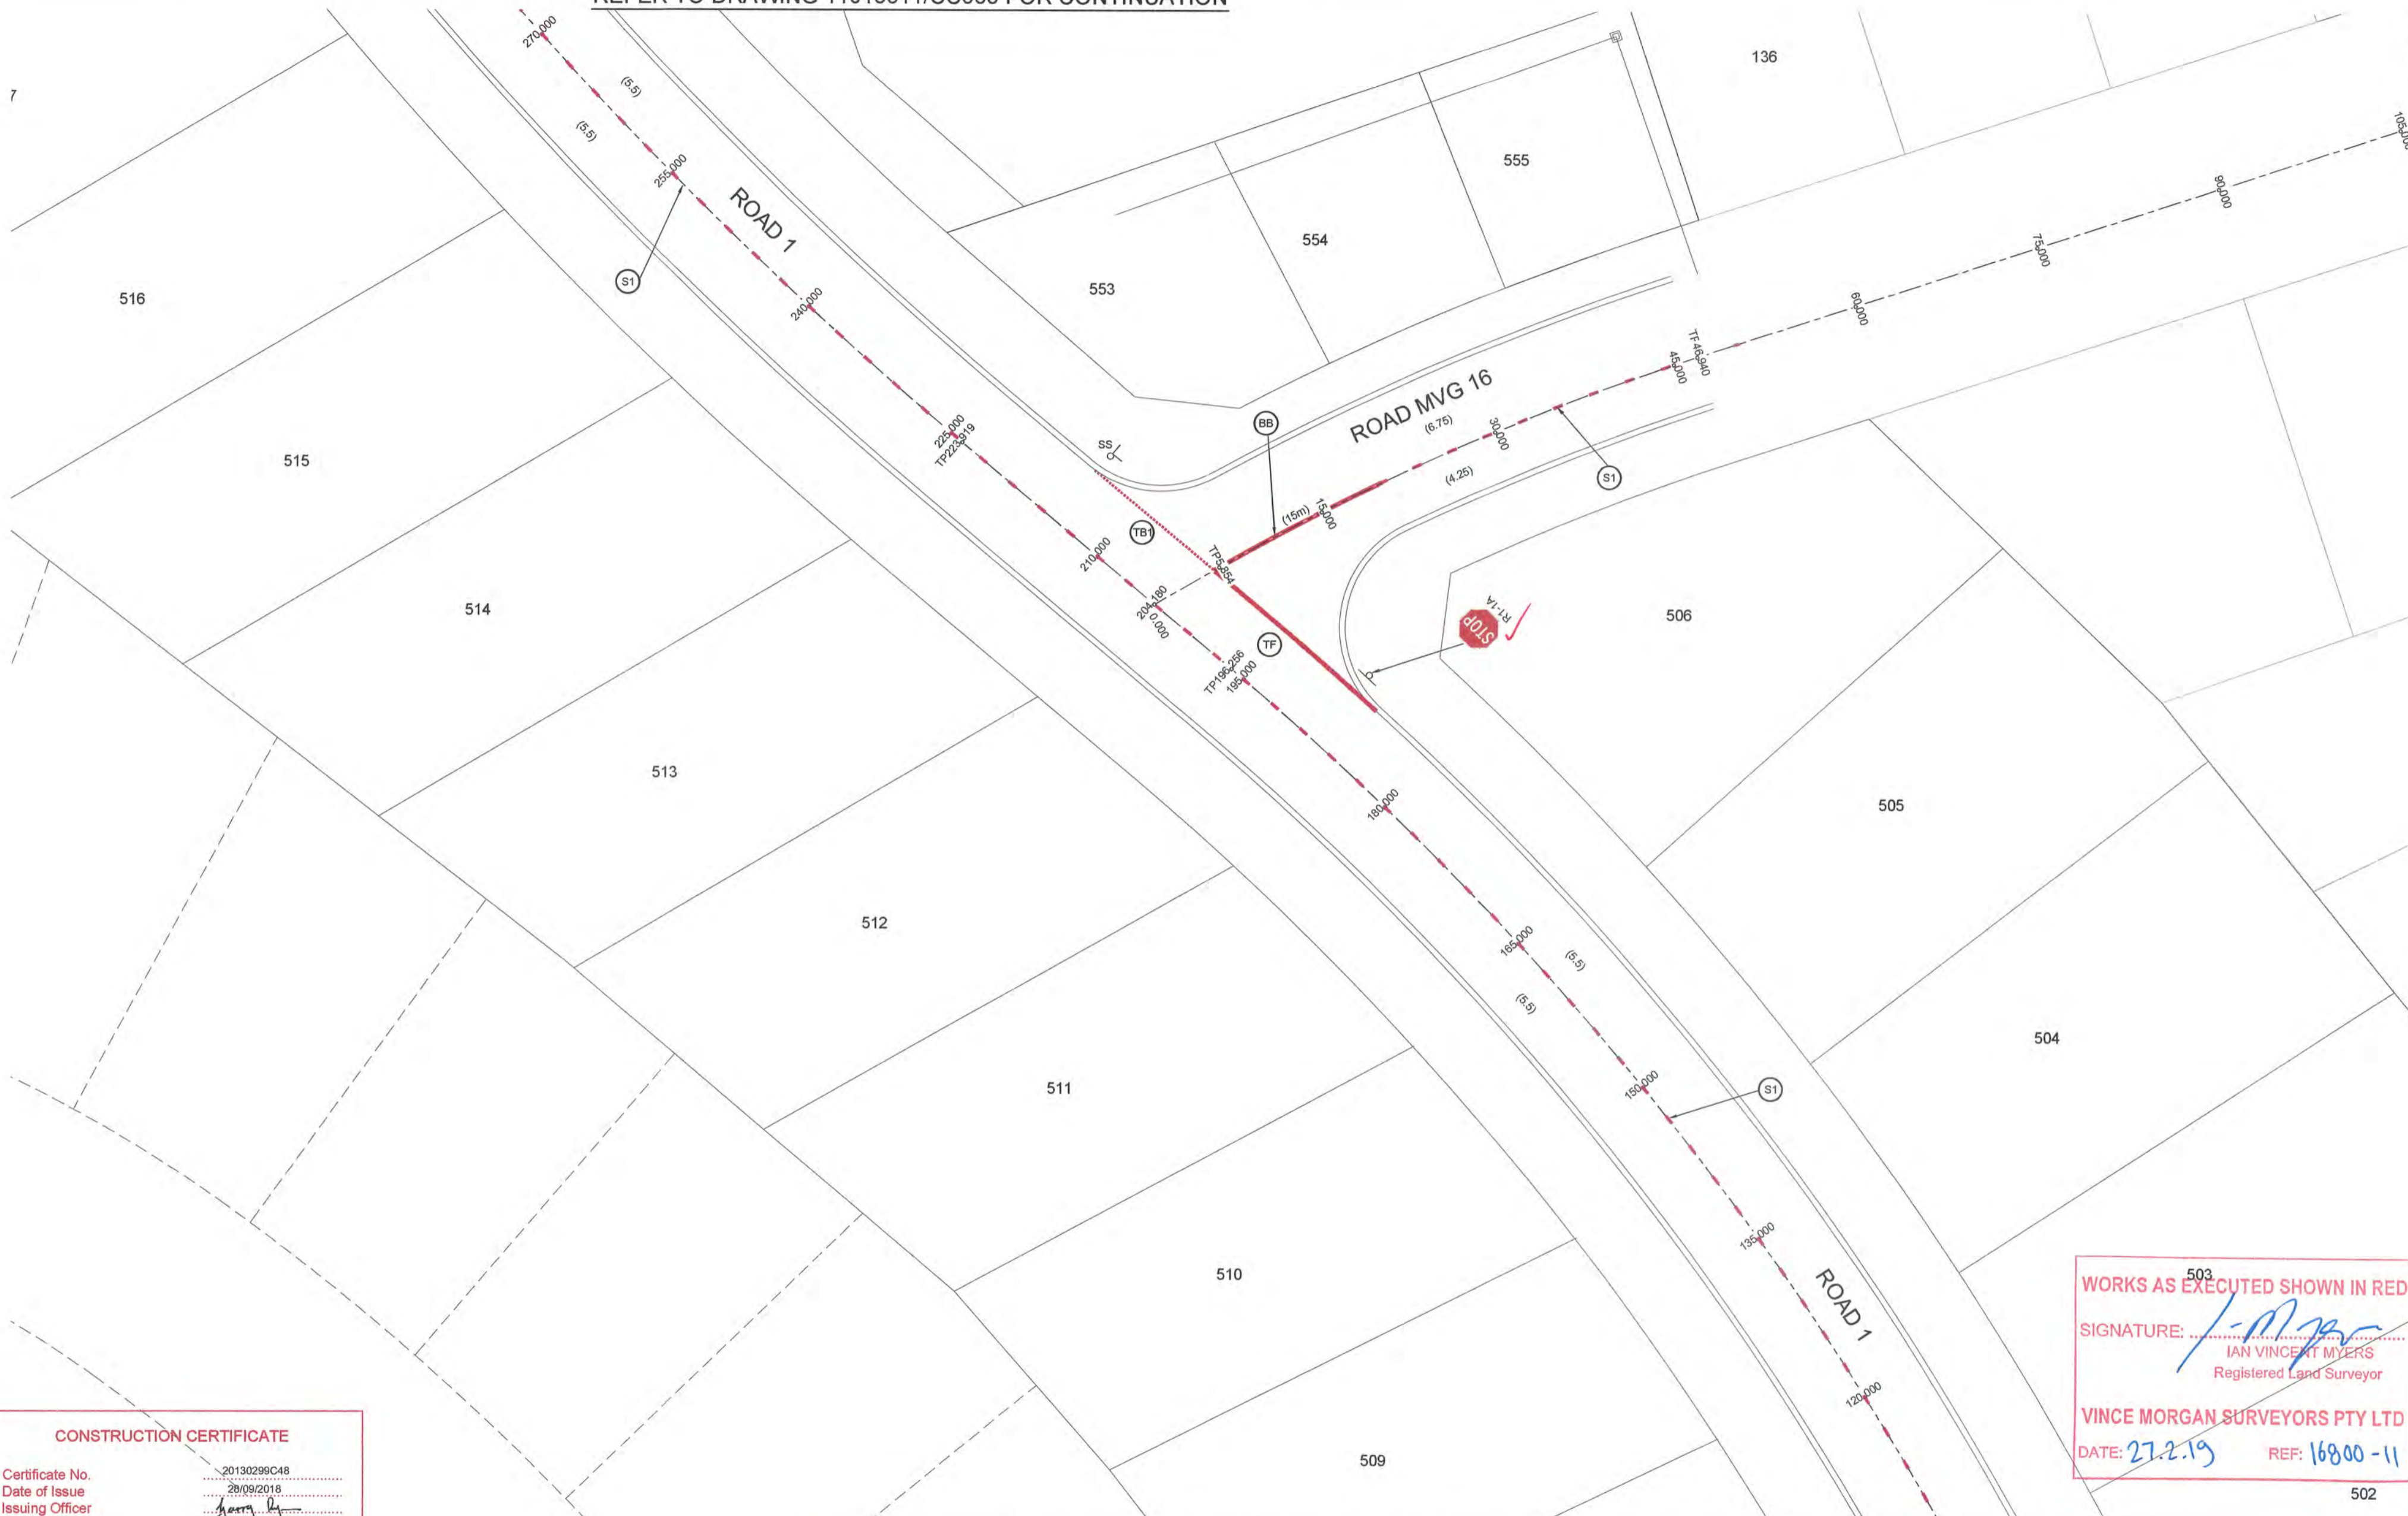 REFER TO DRAWING
FOR CONTINUATION
270.000
(5.5)
(5.5)
255.000
ROAD 1
S1
240.000
225.000
TP223.919
210.000
204.180
0.000
TP196.256
195.000
180.000
165.000
(5.5)
(5.5)
150.000
S1
135.000
ROAD 1
120.000
7
516
515
514
513
512
511
510
509
553
554
555
136
SS
TB1
TF
BB
(15m)
TP5.854
15.000
ROAD MVG 16
(6.75)
(4.25)
30.000
S1
45.000
TF46.940
60.000
75.000
90.000
105.000
STOP
R1-1A
506
505
504
503
502
CONSTRUCTION CERTIFICATE
Certificate No. 20130299C48
Date of Issue 28/09/2018
Issuing Officer
WORKS AS EXECUTED SHOWN IN RED
SIGNATURE:
IAN VINCENT MYERS
Registered Land Surveyor
VINCE MORGAN SURVEYORS PTY LTD
DATE: 27.2.19 REF: 16800-11